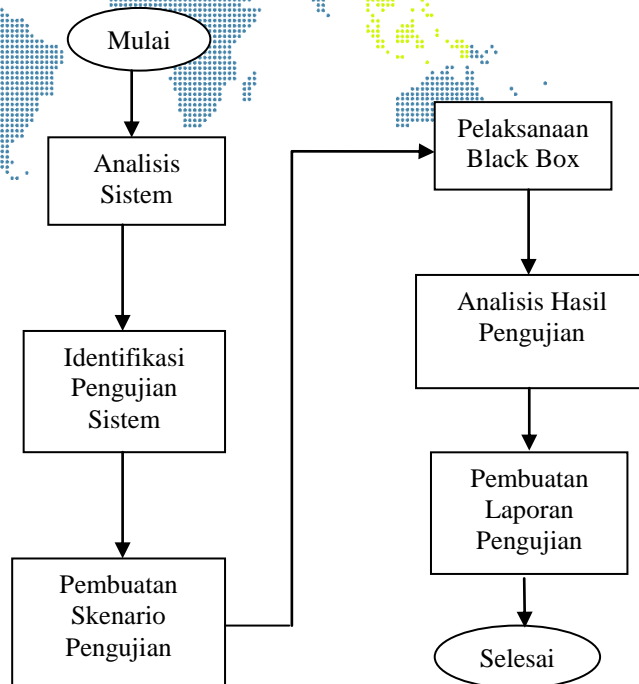 Mulai
Analisis
Sistem
Identifikasi
Pengujian
Sistem
Pembuatan
Skenario
Pengujian
Pelaksanaan
Black Box
Analisis Hasil
Pengujian
Pembuatan
Laporan
Pengujian
Selesai